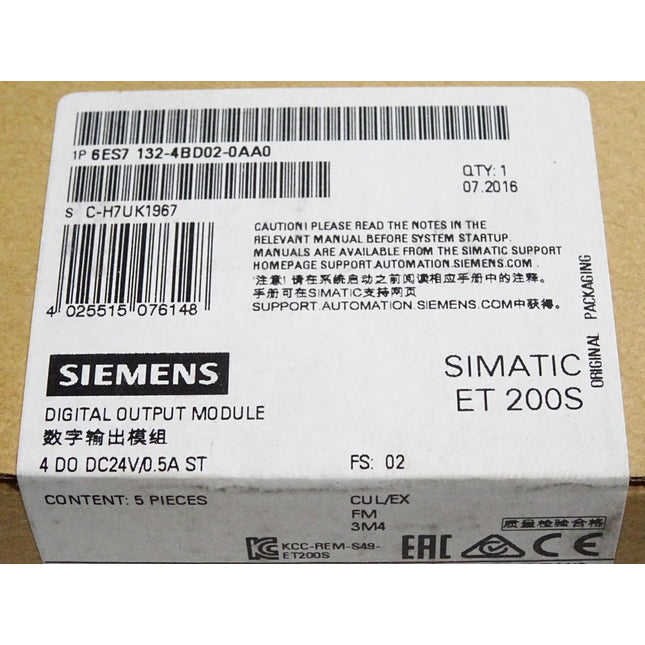 1P 6ES7 132-4BD02-0AA0
QTY: 1
07.2016
S C-H7UK1967
4 025515 076148
CAUTION! PLEASE READ THE NOTES IN THE
RELEVANT MANUAL BEFORE SYSTEM STARTUP.
MANUALS ARE AVAILABLE FROM THE SIMATIC SUPPORT
HOMEPAGE SUPPORT.AUTOMATION.SIEMENS.COM .
注意! 请在系统启动之前阅读相应手册中的注释。
手册可在SIMATIC支持网页
SUPPORT.AUTOMATION.SIEMENS.COM中获得。
ORIGINAL PACKAGING
SIEMENS
SIMATIC
ET 200S
DIGITAL OUTPUT MODULE
数字输出模组
4 DO DC24V/0.5A ST
FS: 02
CONTENT: 5 PIECES
CUL/EX
FM
3M4
质量检验合格
KCC-REM-S49-
ET200S
EAC
CE